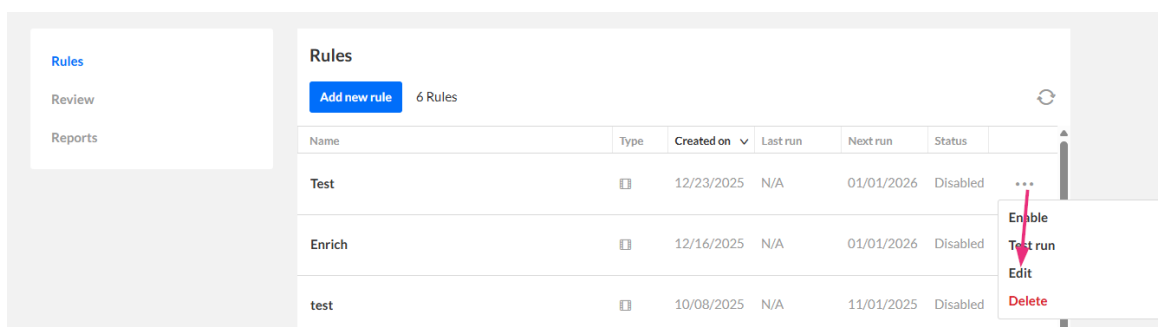 Rules
Review
Reports
Rules
Add new rule 6 Rules
Name Type Created on Last run Next run Status
Test 12/23/2025 N/A 01/01/2026 Disabled
Enrich 12/16/2025 N/A 01/01/2026 Disabled
test 10/08/2025 N/A 11/01/2025 Disabled
Enable
Test run
Edit
Delete